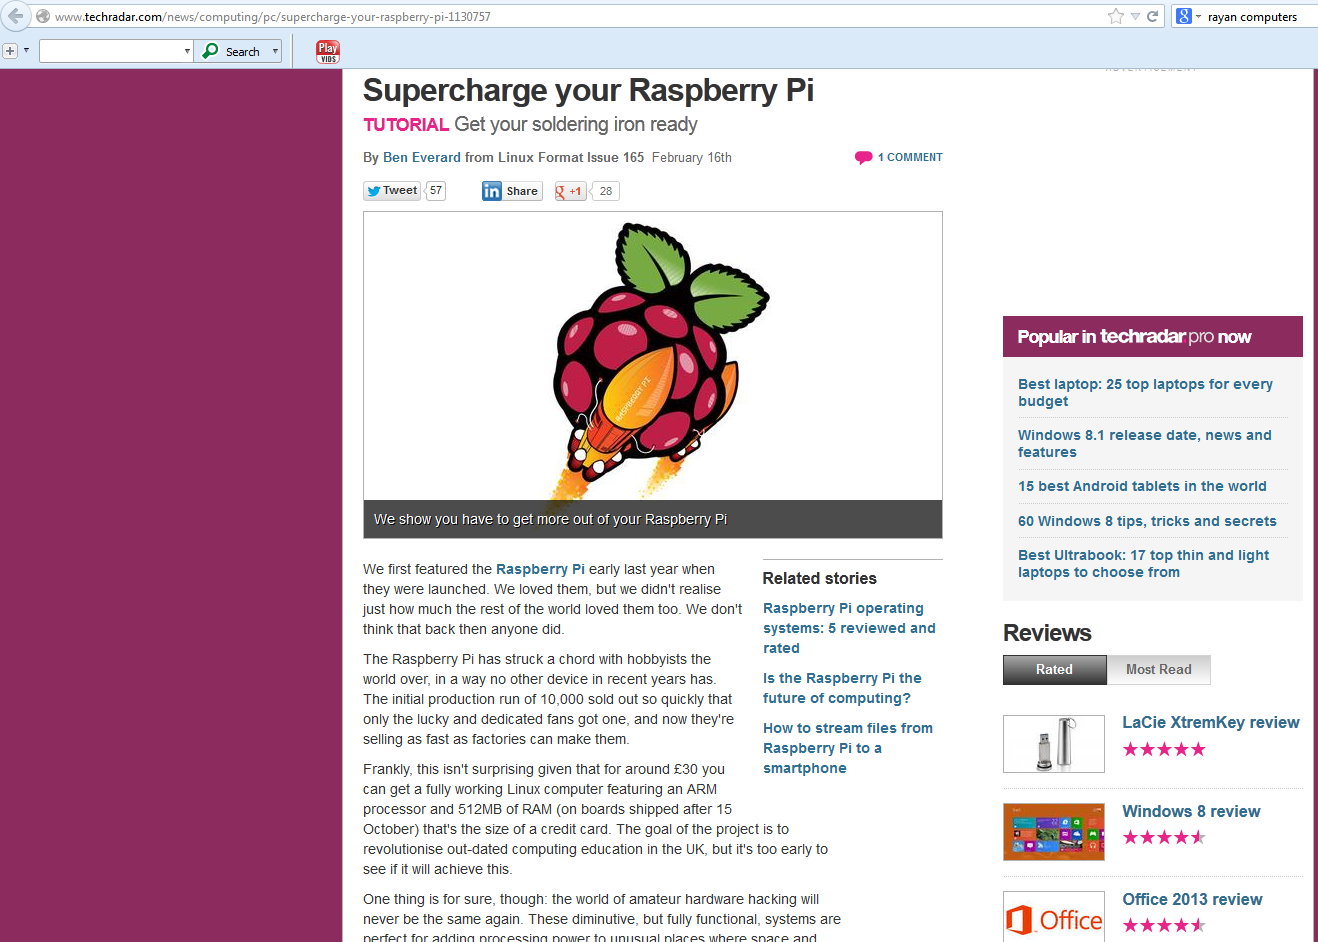 www.techradar.com/news/computing/pc/supercharge-your-raspberry-pi-1130757
rayan computers
Search
Play
VIDS
ADVERTISEMENT
Supercharge your Raspberry Pi
TUTORIAL Get your soldering iron ready
By Ben Everard from Linux Format Issue 165 February 16th
1 COMMENT
Tweet 57
in Share
g +1 28
RASPBERRY PI
We show you have to get more out of your Raspberry Pi
We first featured the Raspberry Pi early last year when
they were launched. We loved them, but we didn't realise
just how much the rest of the world loved them too. We don't
think that back then anyone did.
The Raspberry Pi has struck a chord with hobbyists the
world over, in a way no other device in recent years has.
The initial production run of 10,000 sold out so quickly that
only the lucky and dedicated fans got one, and now they're
selling as fast as factories can make them.
Frankly, this isn't surprising given that for around £30 you
can get a fully working Linux computer featuring an ARM
processor and 512MB of RAM (on boards shipped after 15
October) that's the size of a credit card. The goal of the project is to
revolutionise out-dated computing education in the UK, but it's too early to
see if it will achieve this.
One thing is for sure, though: the world of amateur hardware hacking will
never be the same again. These diminutive, but fully functional, systems are
perfect for adding processing power to unusual places where space and
Related stories
Raspberry Pi operating
systems: 5 reviewed and
rated
Is the Raspberry Pi the
future of computing?
How to stream files from
Raspberry Pi to a
smartphone
Popular in techradar.pro now
Best laptop: 25 top laptops for every
budget
Windows 8.1 release date, news and
features
15 best Android tablets in the world
60 Windows 8 tips, tricks and secrets
Best Ultrabook: 17 top thin and light
laptops to choose from
Reviews
Rated
Most Read
LaCie XtremKey review
Windows 8 review
Office 2013 review
Office